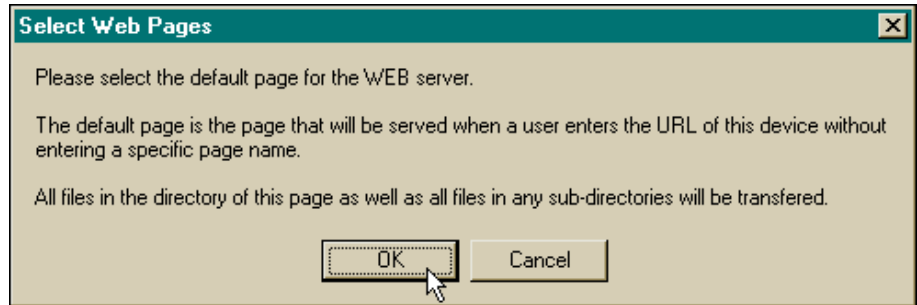 Select Web Pages
Please select the default page for the WEB server.
The default page is the page that will be served when a user enters the URL of this device without
entering a specific page name.
All files in the directory of this page as well as all files in any sub-directories will be transfered.
OK
Cancel